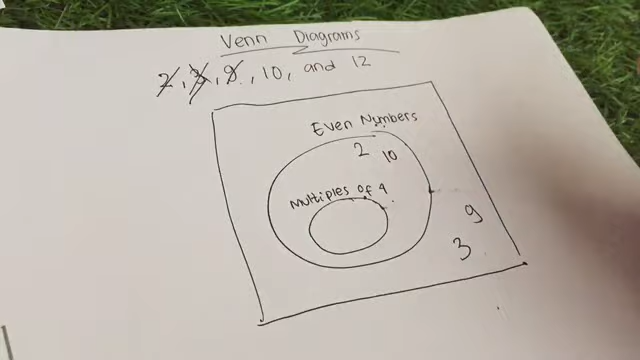 Venn Diagrams
2, 3, 9, 10, and 12
Even Numbers
2 10
Multiples of 4
9
3